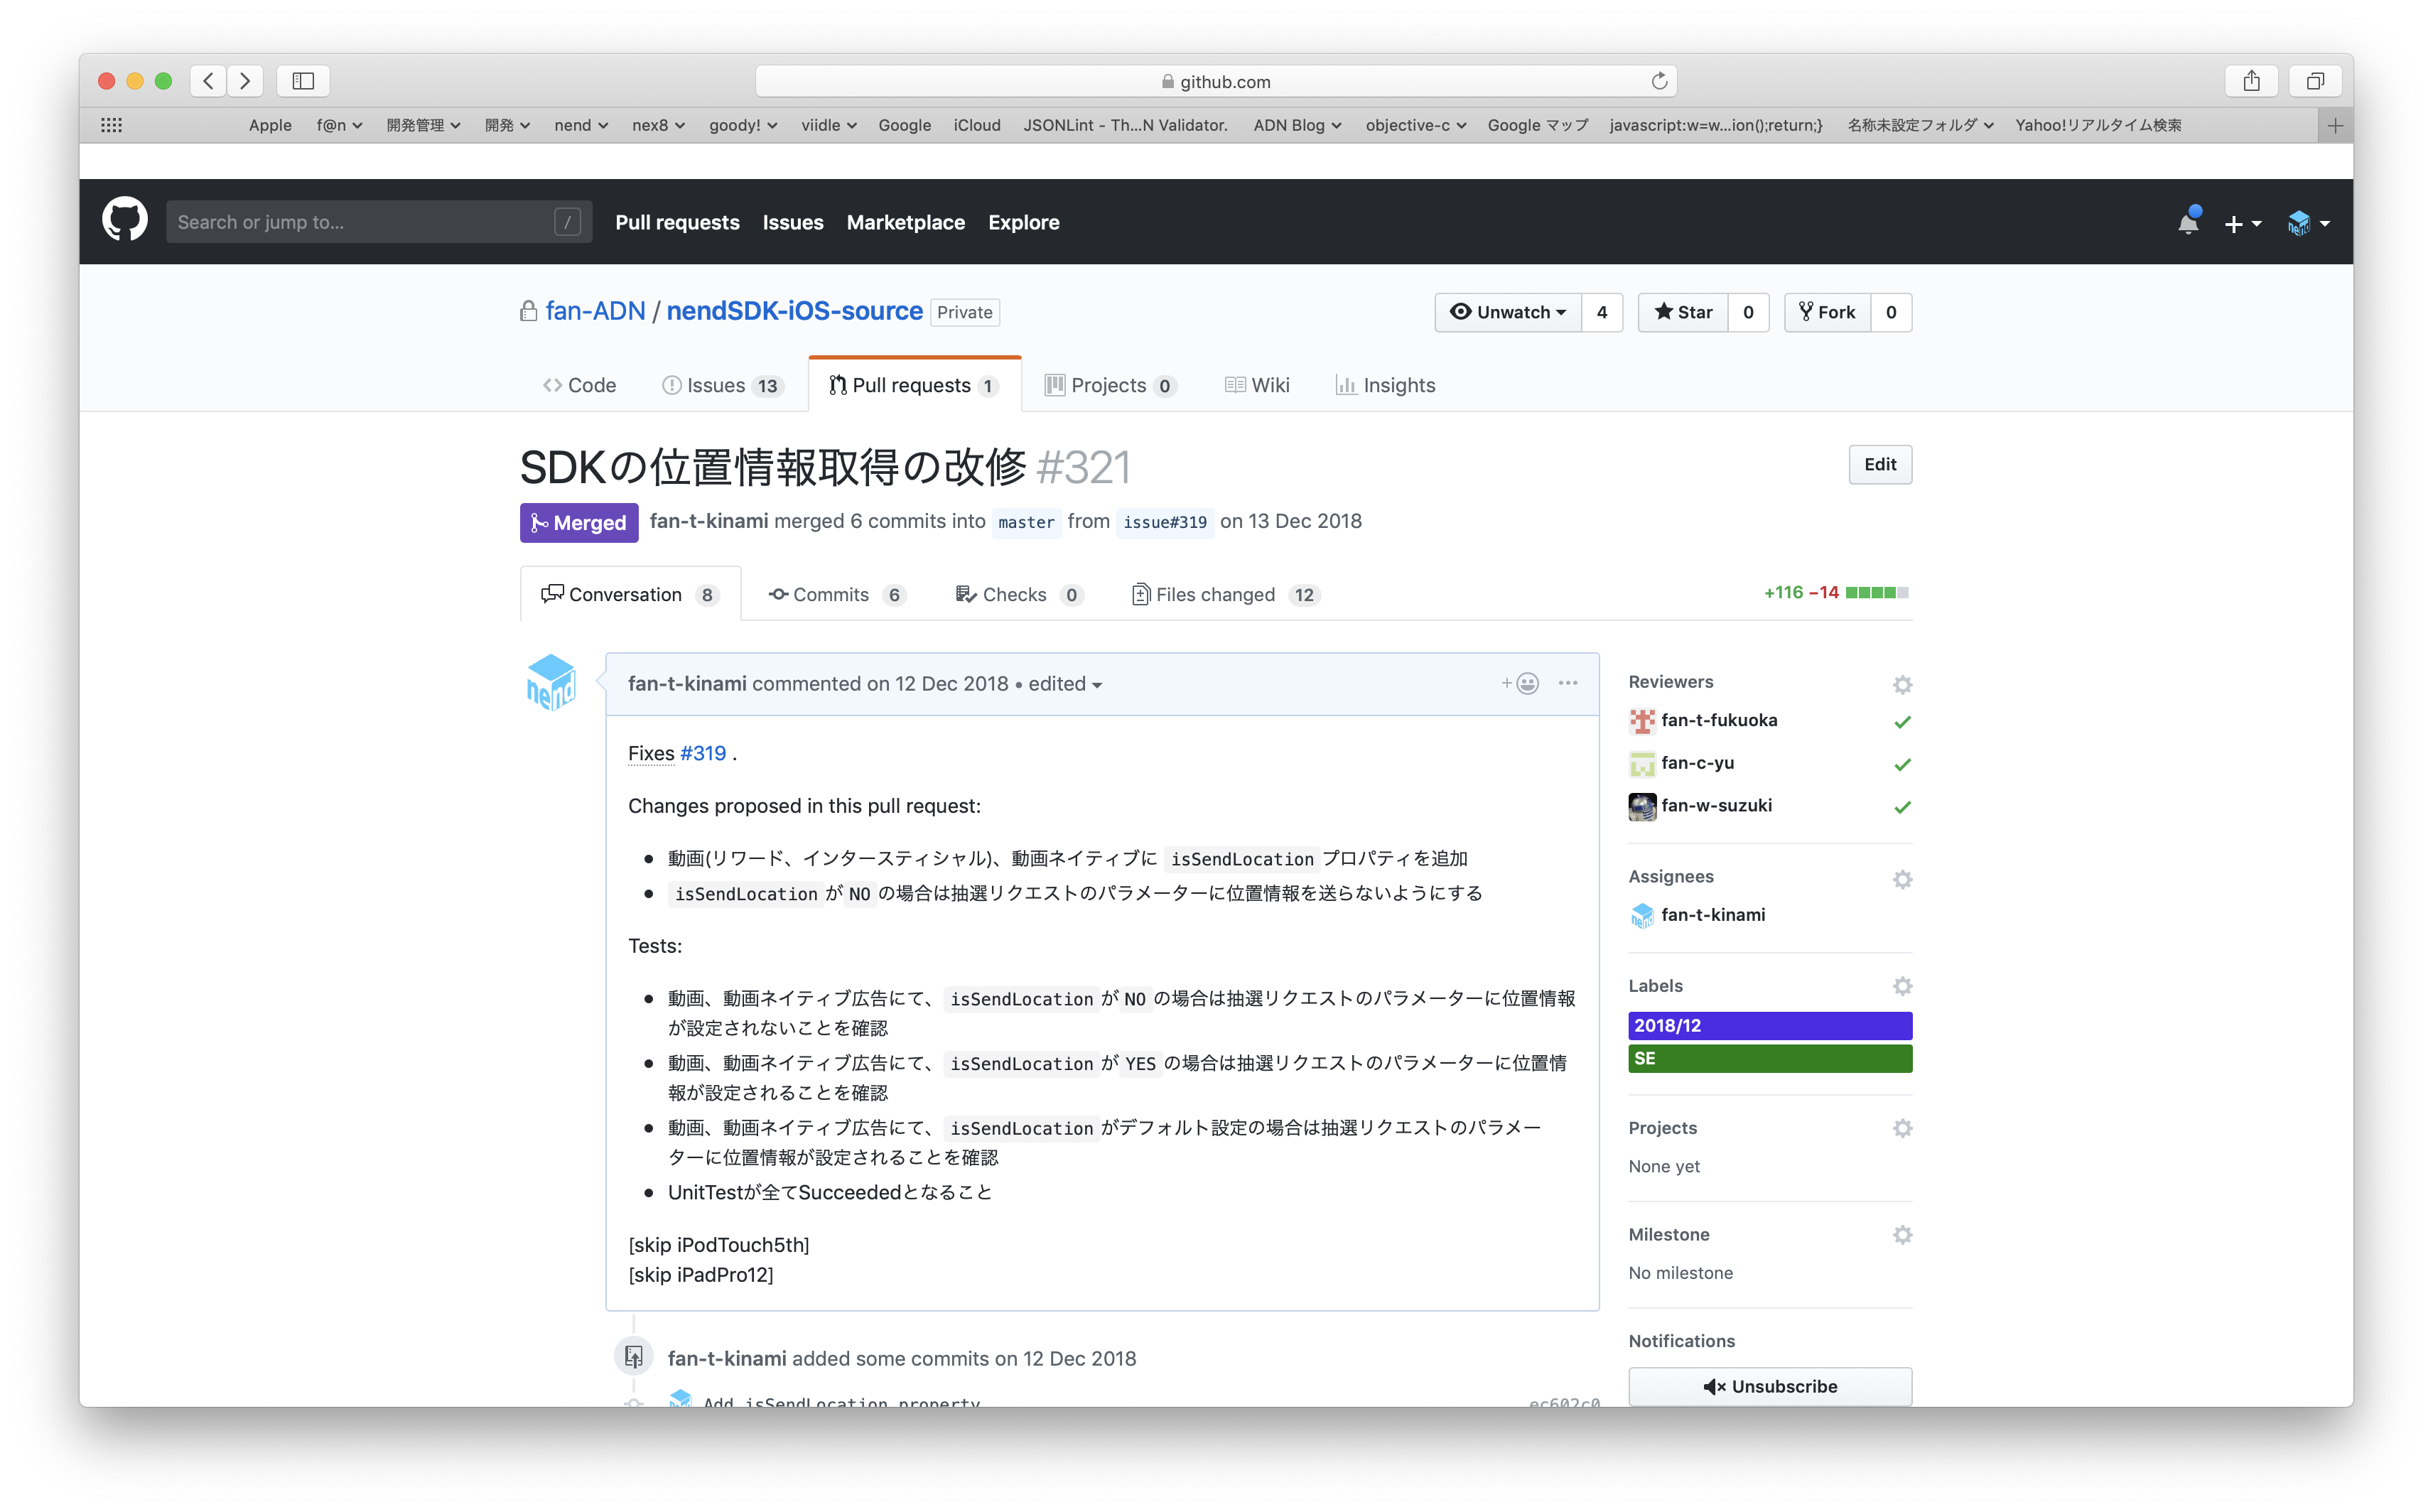 github.com
Apple f@n 開発管理 開発 nend nex8 goody! viidle Google iCloud JSONLint - Th...N Validator. ADN Blog objective-c Google マップ javascript:w=w...ion();return;} 名称未設定フォルダ Yahoo!リアルタイム検索
Search or jump to... / Pull requests Issues Marketplace Explore
nend
fan-ADN / nendSDK-iOS-source Private
Unwatch 4 Star 0 Fork 0
Code Issues 13 Pull requests 1 Projects 0 Wiki Insights
SDKの位置情報取得の改修 #321
Edit
Merged fan-t-kinami merged 6 commits into master from issue#319 on 13 Dec 2018
Conversation 8 Commits 6 Checks 0 Files changed 12
+116 −14
nend
fan-t-kinami commented on 12 Dec 2018 • edited
Fixes #319 .
Changes proposed in this pull request:
• 動画(リワード、インタースティシャル)、動画ネイティブに isSendLocation プロパティを追加
• isSendLocation が NO の場合は抽選リクエストのパラメーターに位置情報を送らないようにする
Tests:
• 動画、動画ネイティブ広告にて、 isSendLocation が NO の場合は抽選リクエストのパラメーターに位置情報
が設定されないことを確認
• 動画、動画ネイティブ広告にて、 isSendLocation が YES の場合は抽選リクエストのパラメーターに位置情
報が設定されることを確認
• 動画、動画ネイティブ広告にて、 isSendLocation がデフォルト設定の場合は抽選リクエストのパラメー
ターに位置情報が設定されることを確認
• UnitTestが全てSucceededとなること
[skip iPodTouch5th]
[skip iPadPro12]
fan-t-kinami added some commits on 12 Dec 2018
Add isSendLocation property ec602c0
Reviewers
fan-t-fukuoka
fan-c-yu
fan-w-suzuki
Assignees
nend fan-t-kinami
Labels
2018/12
SE
Projects
None yet
Milestone
No milestone
Notifications
Unsubscribe